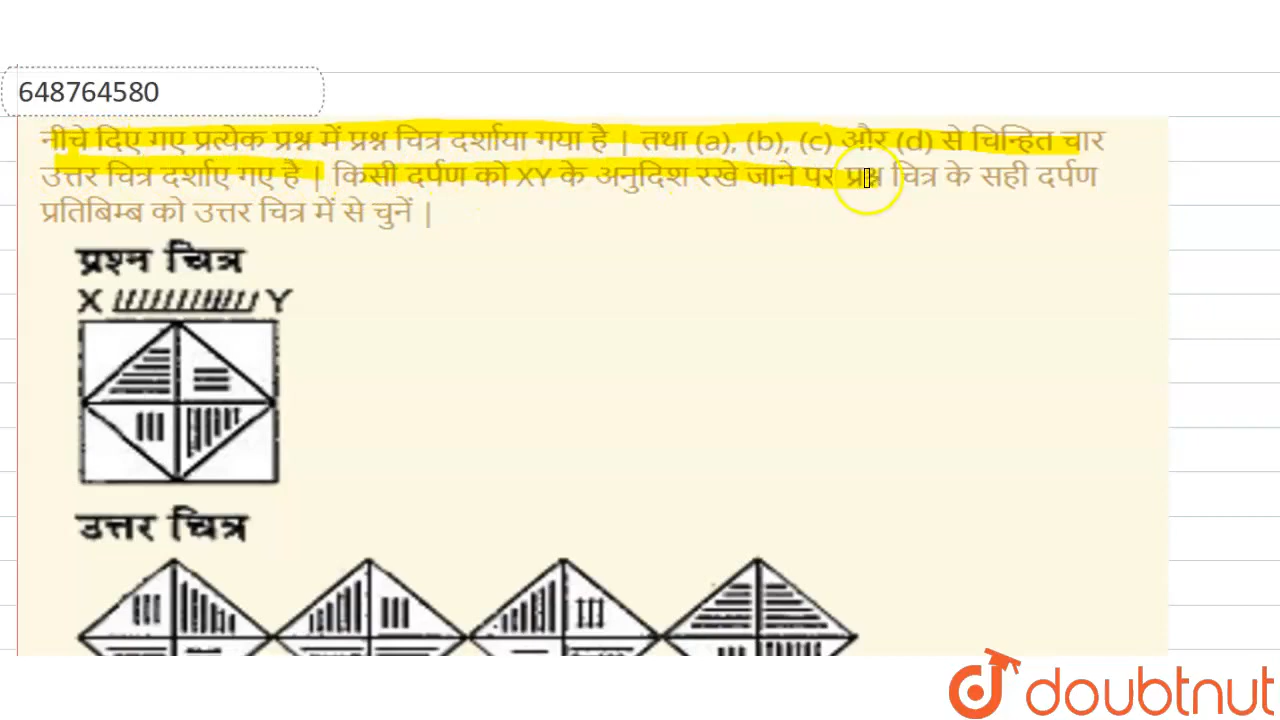 648764580
नीचे दिए गए प्रत्येक प्रश्न में प्रश्न चित्र दर्शाया गया है | तथा (a), (b), (c) और (d) से चिन्हित चार
उत्तर चित्र दर्शाए गए है | किसी दर्पण को XY के अनुदिश रखे जाने पर प्रश्न चित्र के सही दर्पण
प्रतिबिम्ब को उत्तर चित्र में से चुनें |
प्रश्न चित्र
X Y
उत्तर चित्र
doubtnut